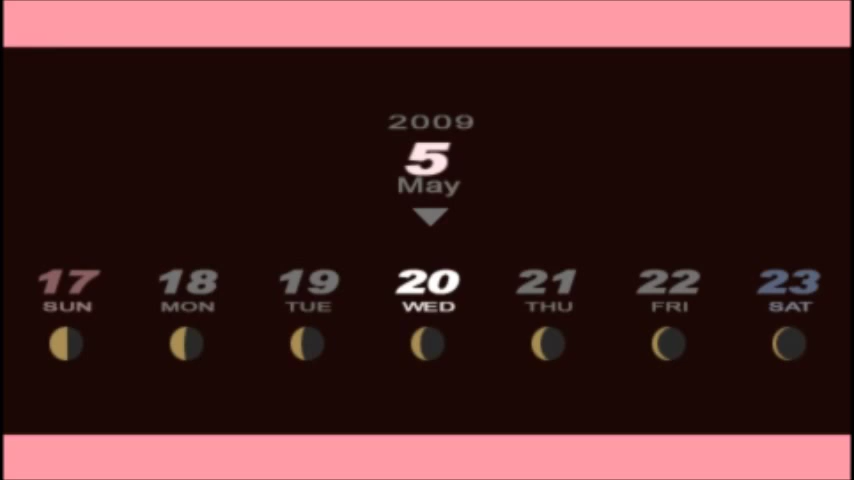 2009
5
May
17 18 19 20 21 22 23
SUN MON TUE WED THU FRI SAT